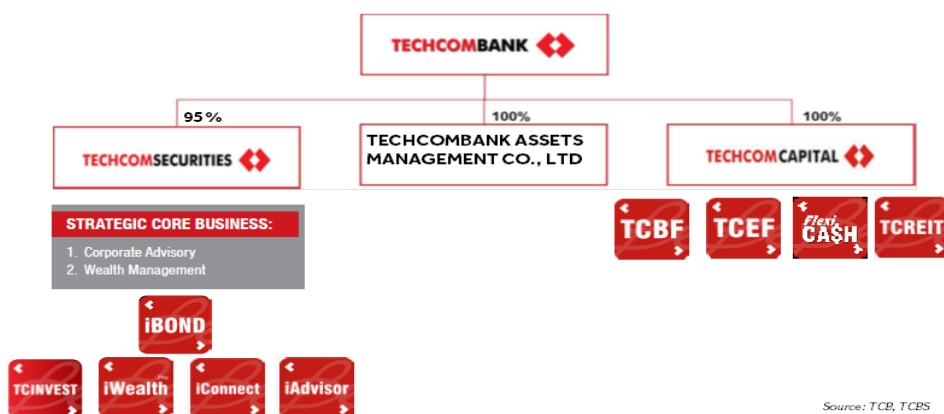 TECHCOMBANK
95%
100%
100%
TECHCOMSECURITIES
TECHCOMBANK ASSETS
MANAGEMENT CO., LTD
TECHCOMCAPITAL
STRATEGIC CORE BUSINESS:
1. Corporate Advisory
2. Wealth Management
TCBF
TCEF
Flexi
CA$H
TCREIT
iBOND
TCINVEST
iWealth
iConnect
iAdvisor
Source: TCB, TCBS